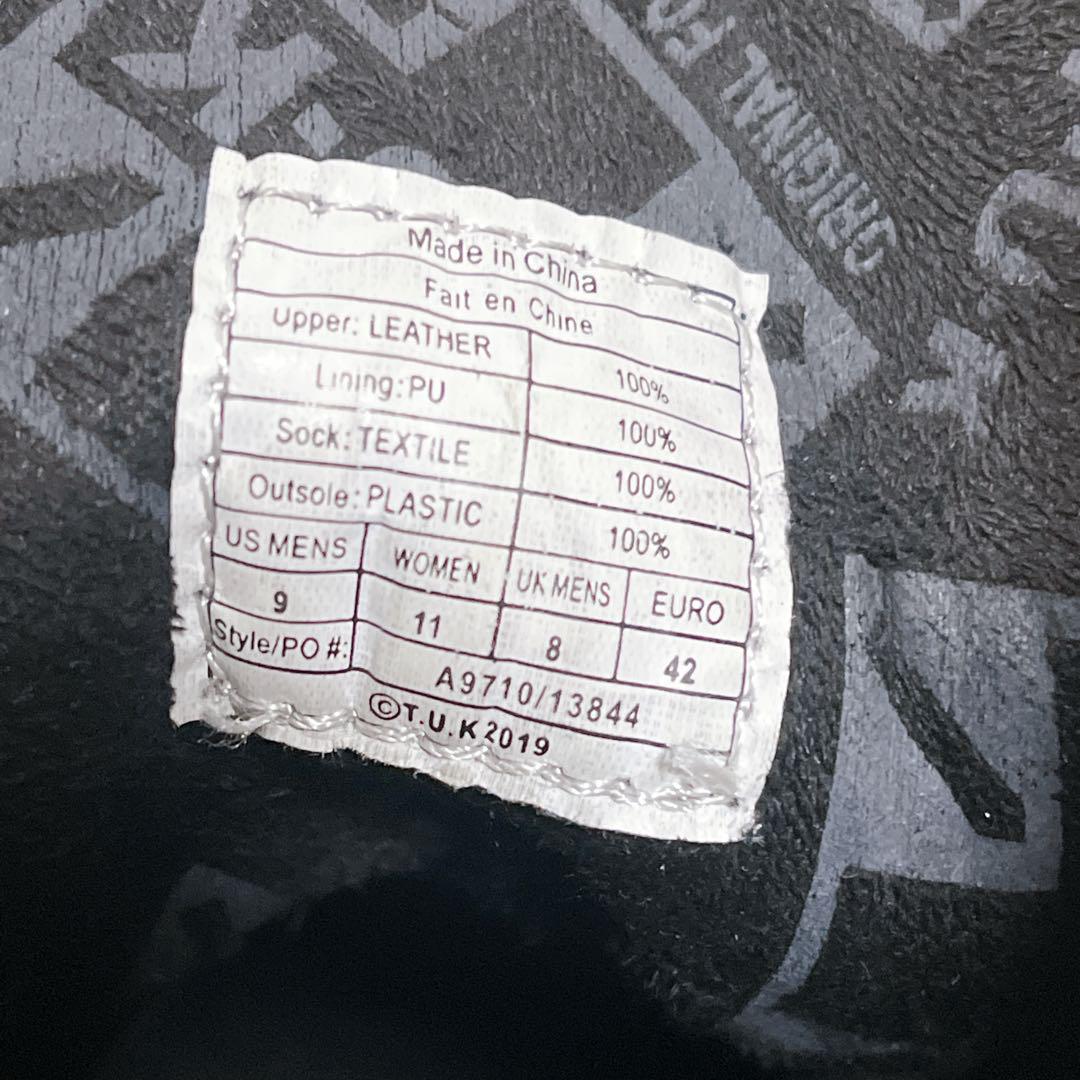 Made in China
Fait en Chine
Upper: LEATHER 100%
Lining:PU 100%
Sock: TEXTILE 100%
Outsole: PLASTIC 100%
US MENS WOMEN UK MENS EURO
9 11 8 42
Style/PO #: A9710/13844
©T.U.K 2019
ORIGINAL FO